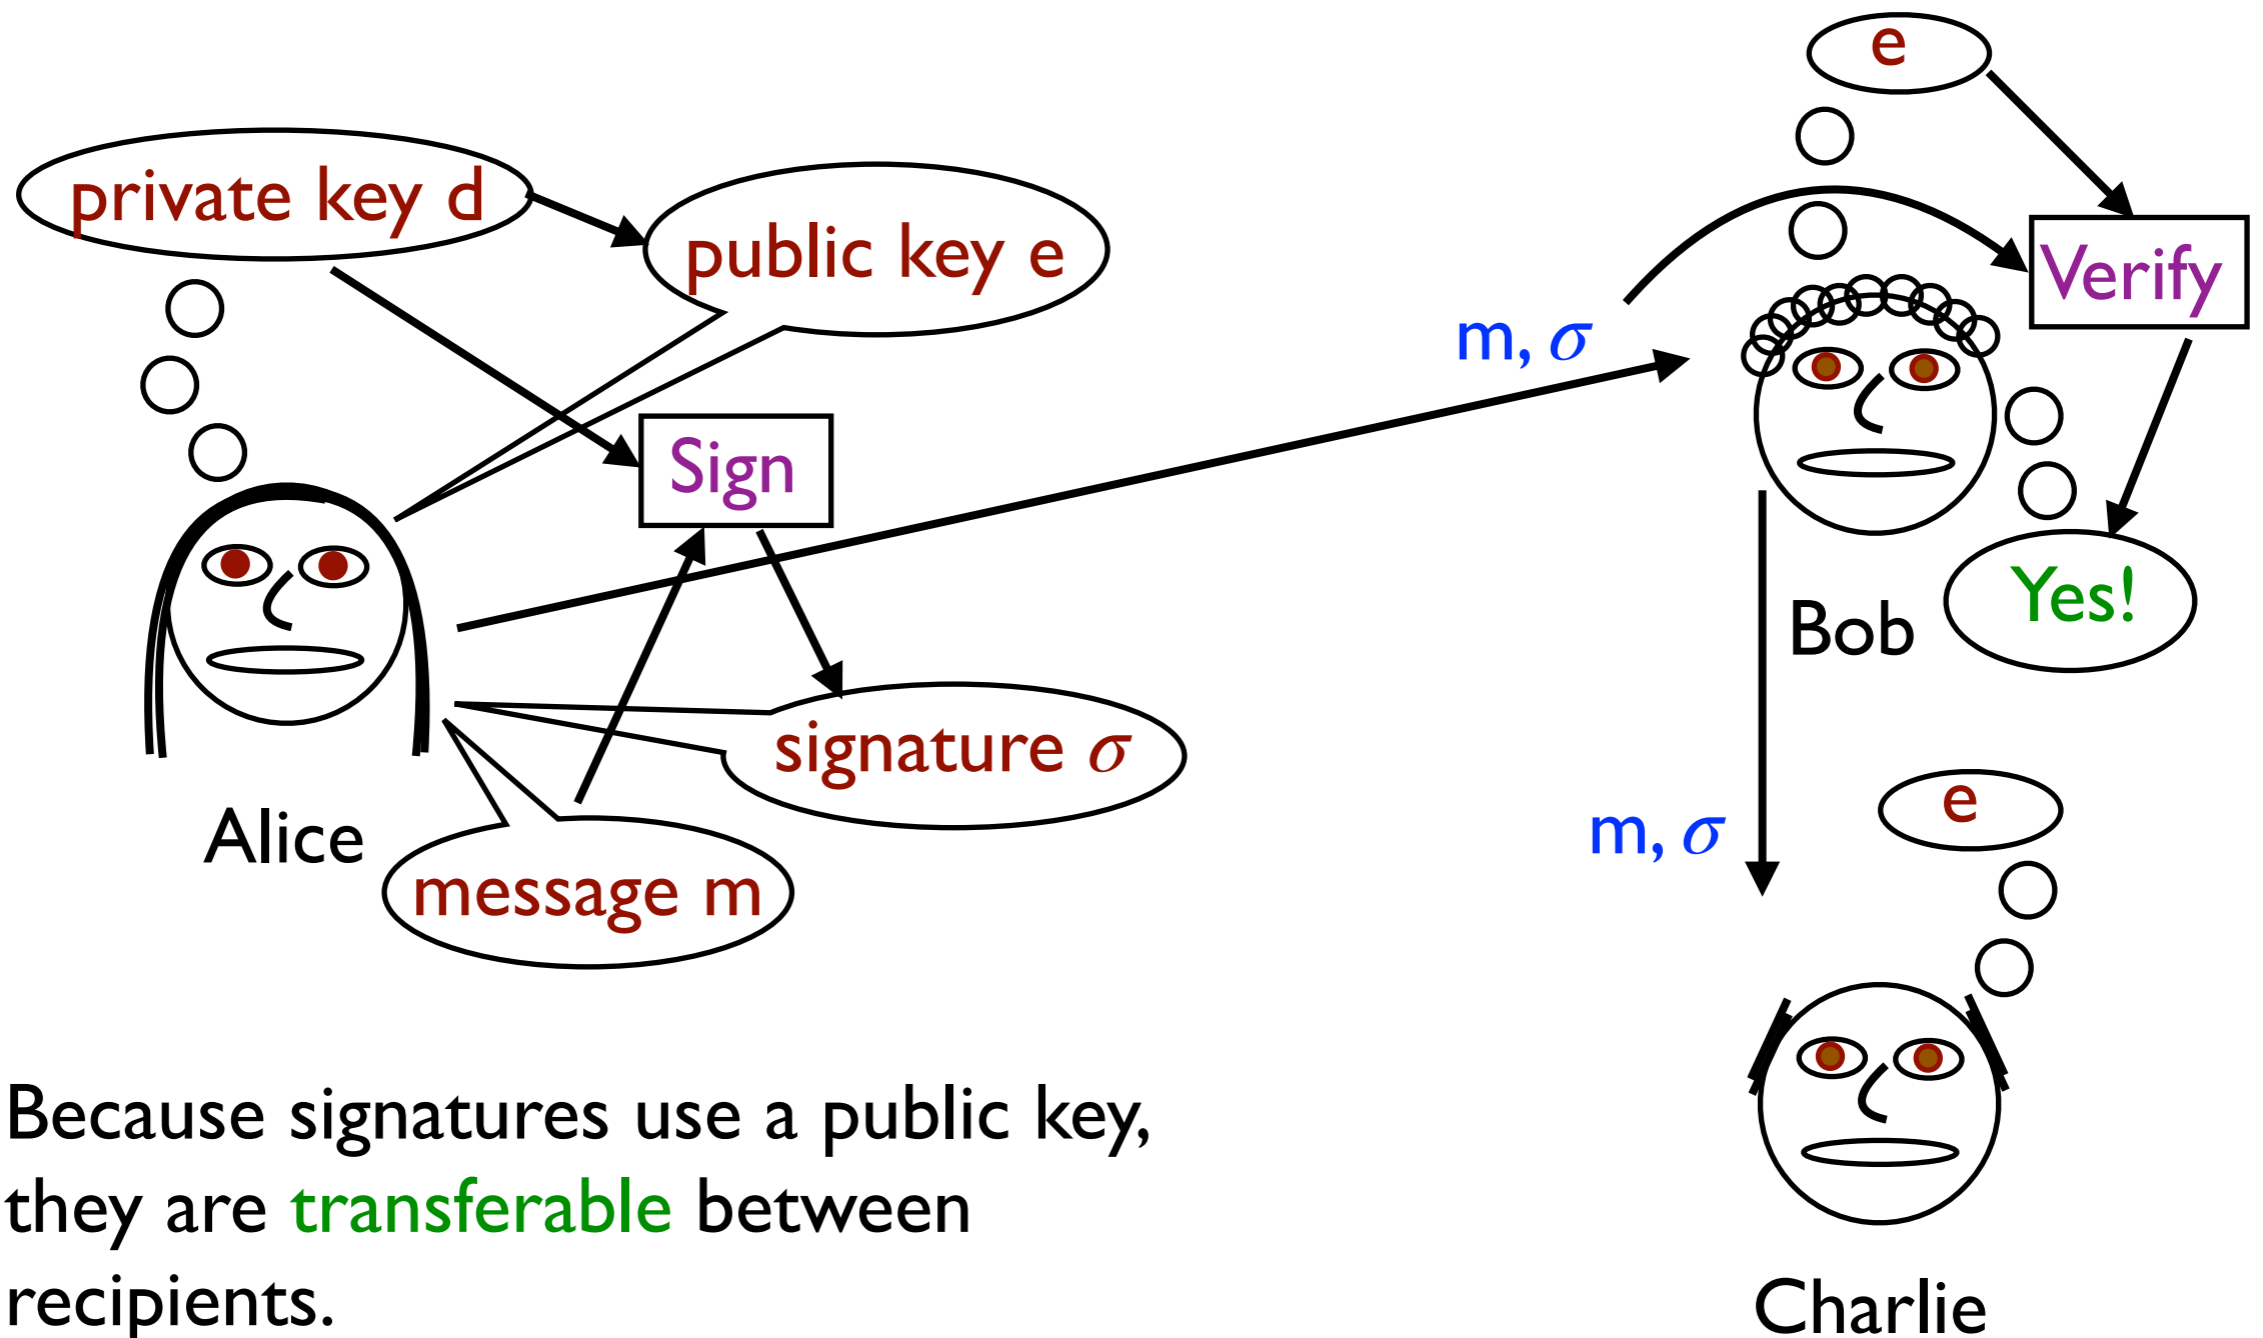 e
private key d
public key e
Verify
m, σ
Sign
Yes!
Bob
signature σ
e
Alice
m, σ
message m
Because signatures use a public key,
they are transferable between
recipients.
Charlie